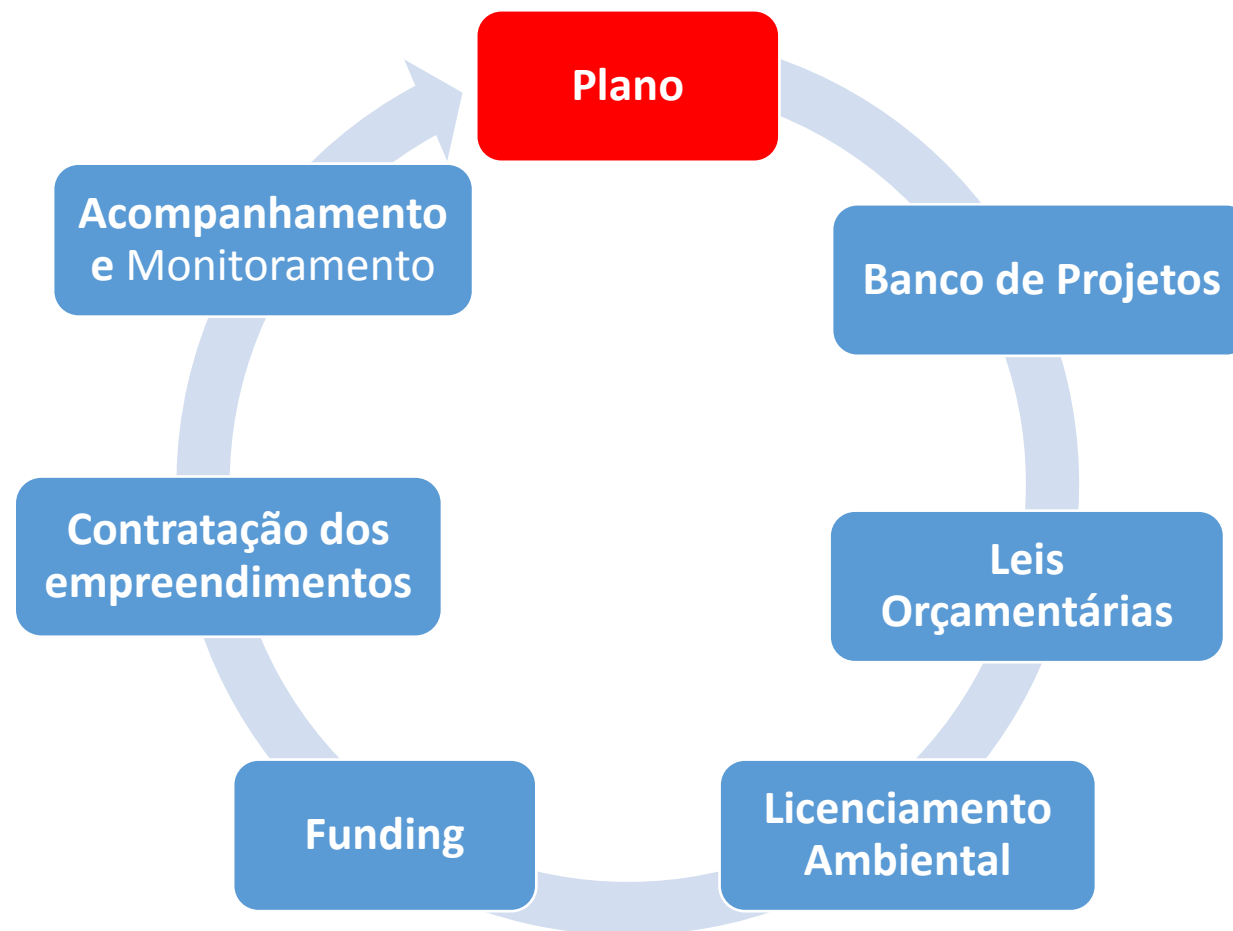 Plano
Banco de Projetos
Leis
Orçamentárias
Licenciamento
Ambiental
Funding
Contratação dos
empreendimentos
Acompanhamento
e Monitoramento